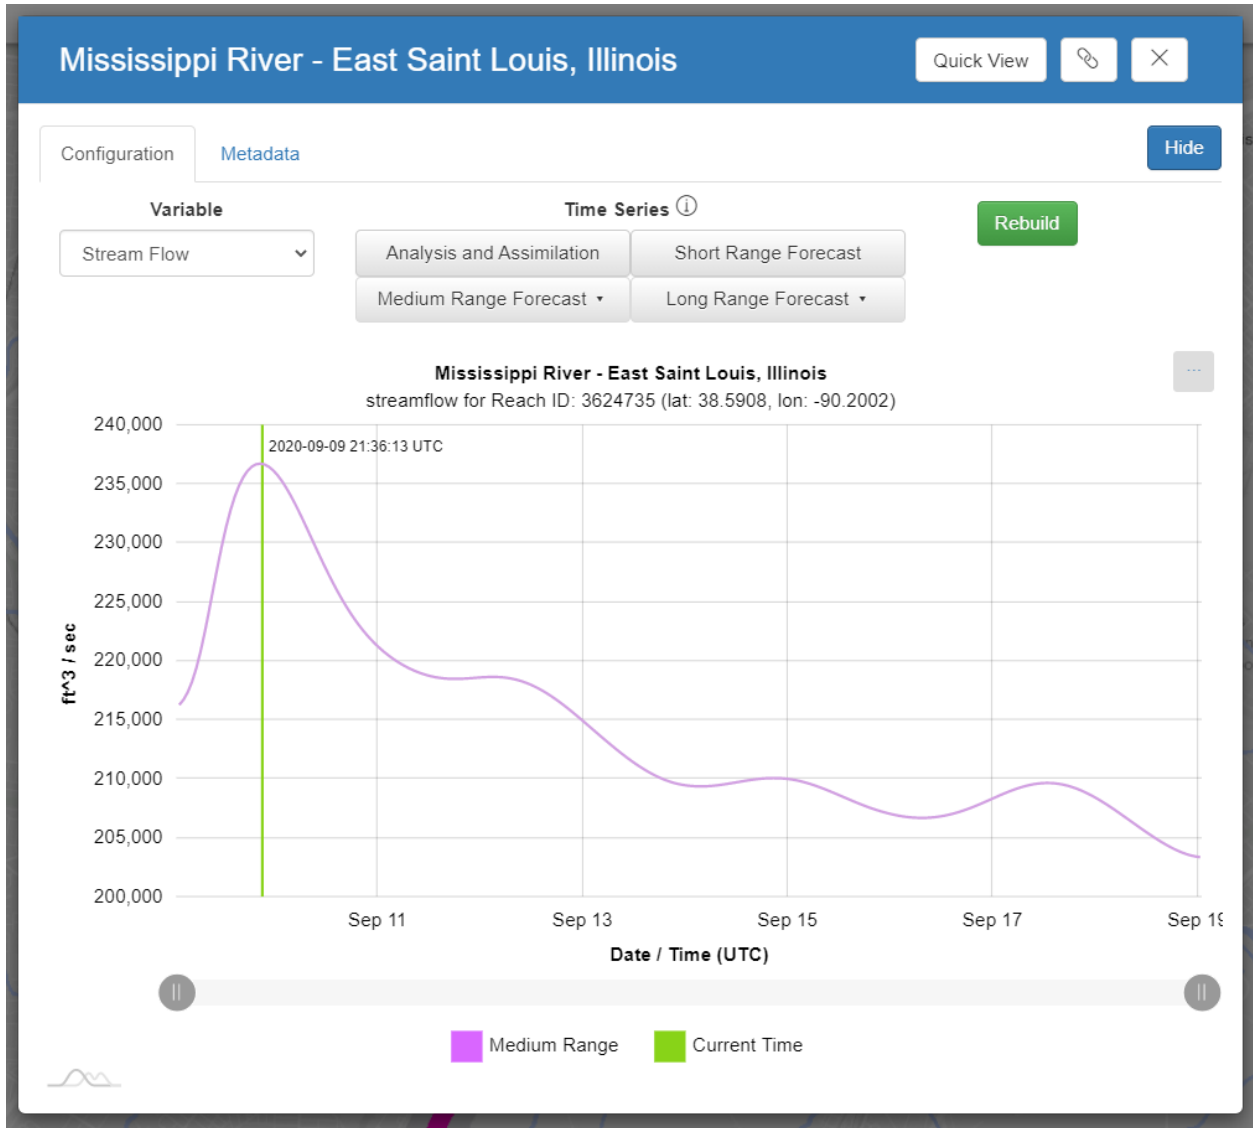 Mississippi River - East Saint Louis, Illinois
Quick View
Configuration
Metadata
Hide
Variable
Time Series
Rebuild
Stream Flow
Analysis and Assimilation
Short Range Forecast
Medium Range Forecast
Long Range Forecast
Mississippi River - East Saint Louis, Illinois
...
streamflow for Reach ID: 3624735 (lat: 38.5908, lon: -90.2002)
240,000
2020-09-09 21:36:13 UTC
235,000
230,000
225,000
220,000
215,000
210,000
205,000
200,000
ft^3 / sec
Sep 11
Sep 13
Sep 15
Sep 17
Sep 19
Date / Time (UTC)
Medium Range
Current Time